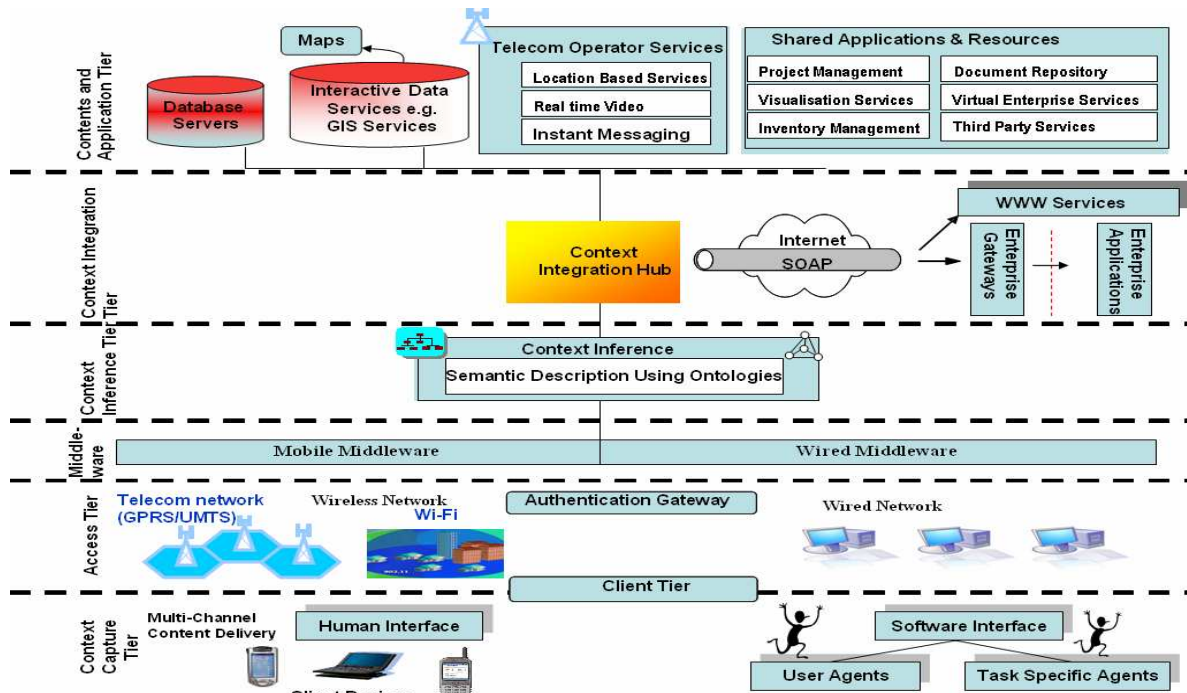 Contents and
Application Tier
Maps
Database
Servers
Interactive Data
Services e.g.
GIS Services
Telecom Operator Services
Location Based Services
Real time Video
Instant Messaging
Shared Applications & Resources
Project Management
Document Repository
Visualisation Services
Virtual Enterprise Services
Inventory Management
Third Party Services
Context Integration
Tier
Context
Integration Hub
Internet
SOAP
WWW Services
Enterprise
Gateways
Enterprise
Applications
Context
Inference Tier
Context Inference
Semantic Description Using Ontologies
Middle-
ware
Mobile Middleware
Wired Middleware
Access Tier
Telecom network
(GPRS/UMTS)
Wireless Network
Wi-Fi
Authentication Gateway
Wired Network
Client Tier
Context
Capture
Tier
Multi-Channel
Content Delivery
Human Interface
Client Devices
Software Interface
User Agents
Task Specific Agents